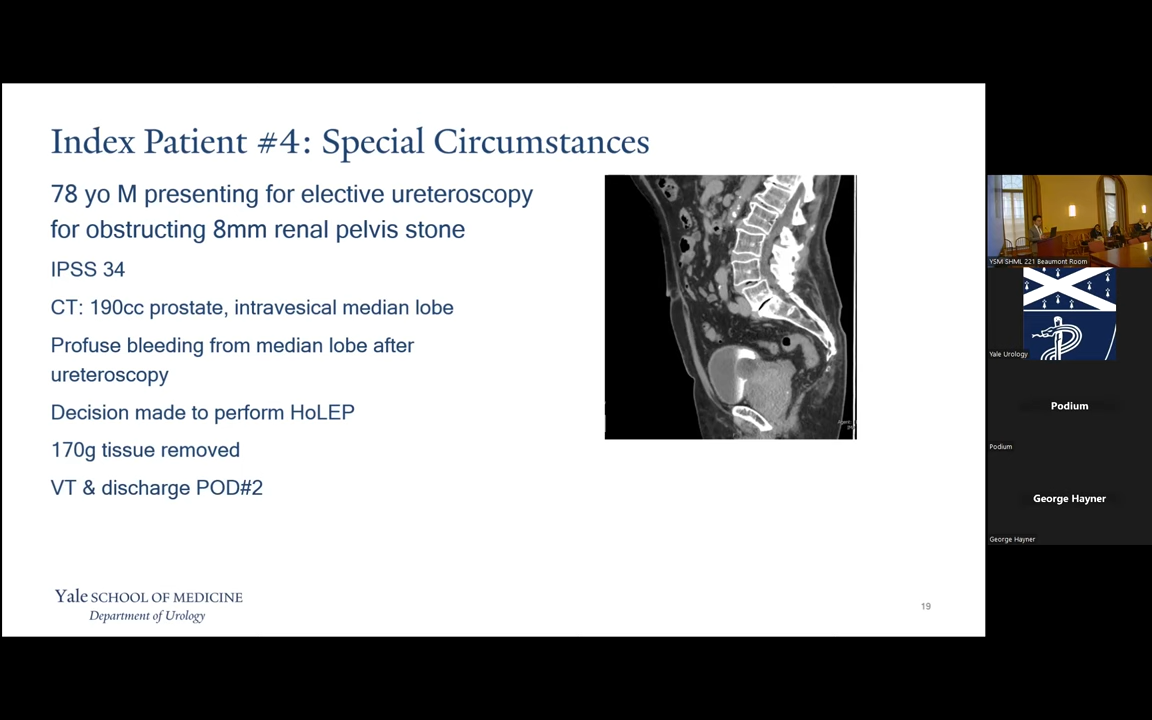 Index Patient #4: Special Circumstances
78 yo M presenting for elective ureteroscopy
for obstructing 8mm renal pelvis stone
IPSS 34
CT: 190cc prostate, intravesical median lobe
Profuse bleeding from median lobe after
ureteroscopy
Decision made to perform HoLEP
170g tissue removed
VT & discharge POD#2
Yale SCHOOL OF MEDICINE
Department of Urology
19
YSM SHML 221 Beaumont Room
Yale Urology
Podium
Podium
George Hayner
George Hayner